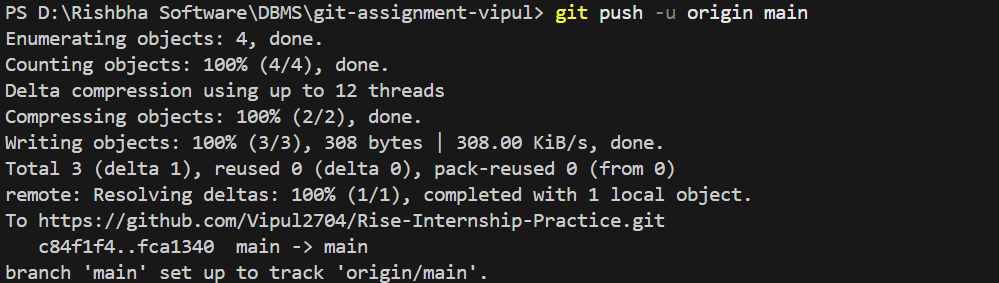 PS D:\Rishbha Software\DBMS\git-assignment-vipul> git push -u origin main
Enumerating objects: 4, done.
Counting objects: 100% (4/4), done.
Delta compression using up to 12 threads
Compressing objects: 100% (2/2), done.
Writing objects: 100% (3/3), 308 bytes | 308.00 KiB/s, done.
Total 3 (delta 1), reused 0 (delta 0), pack-reused 0 (from 0)
remote: Resolving deltas: 100% (1/1), completed with 1 local object.
To https://github.com/Vipul2704/Rise-Internship-Practice.git
   c84f1f4..fca1340  main -> main
branch 'main' set up to track 'origin/main'.